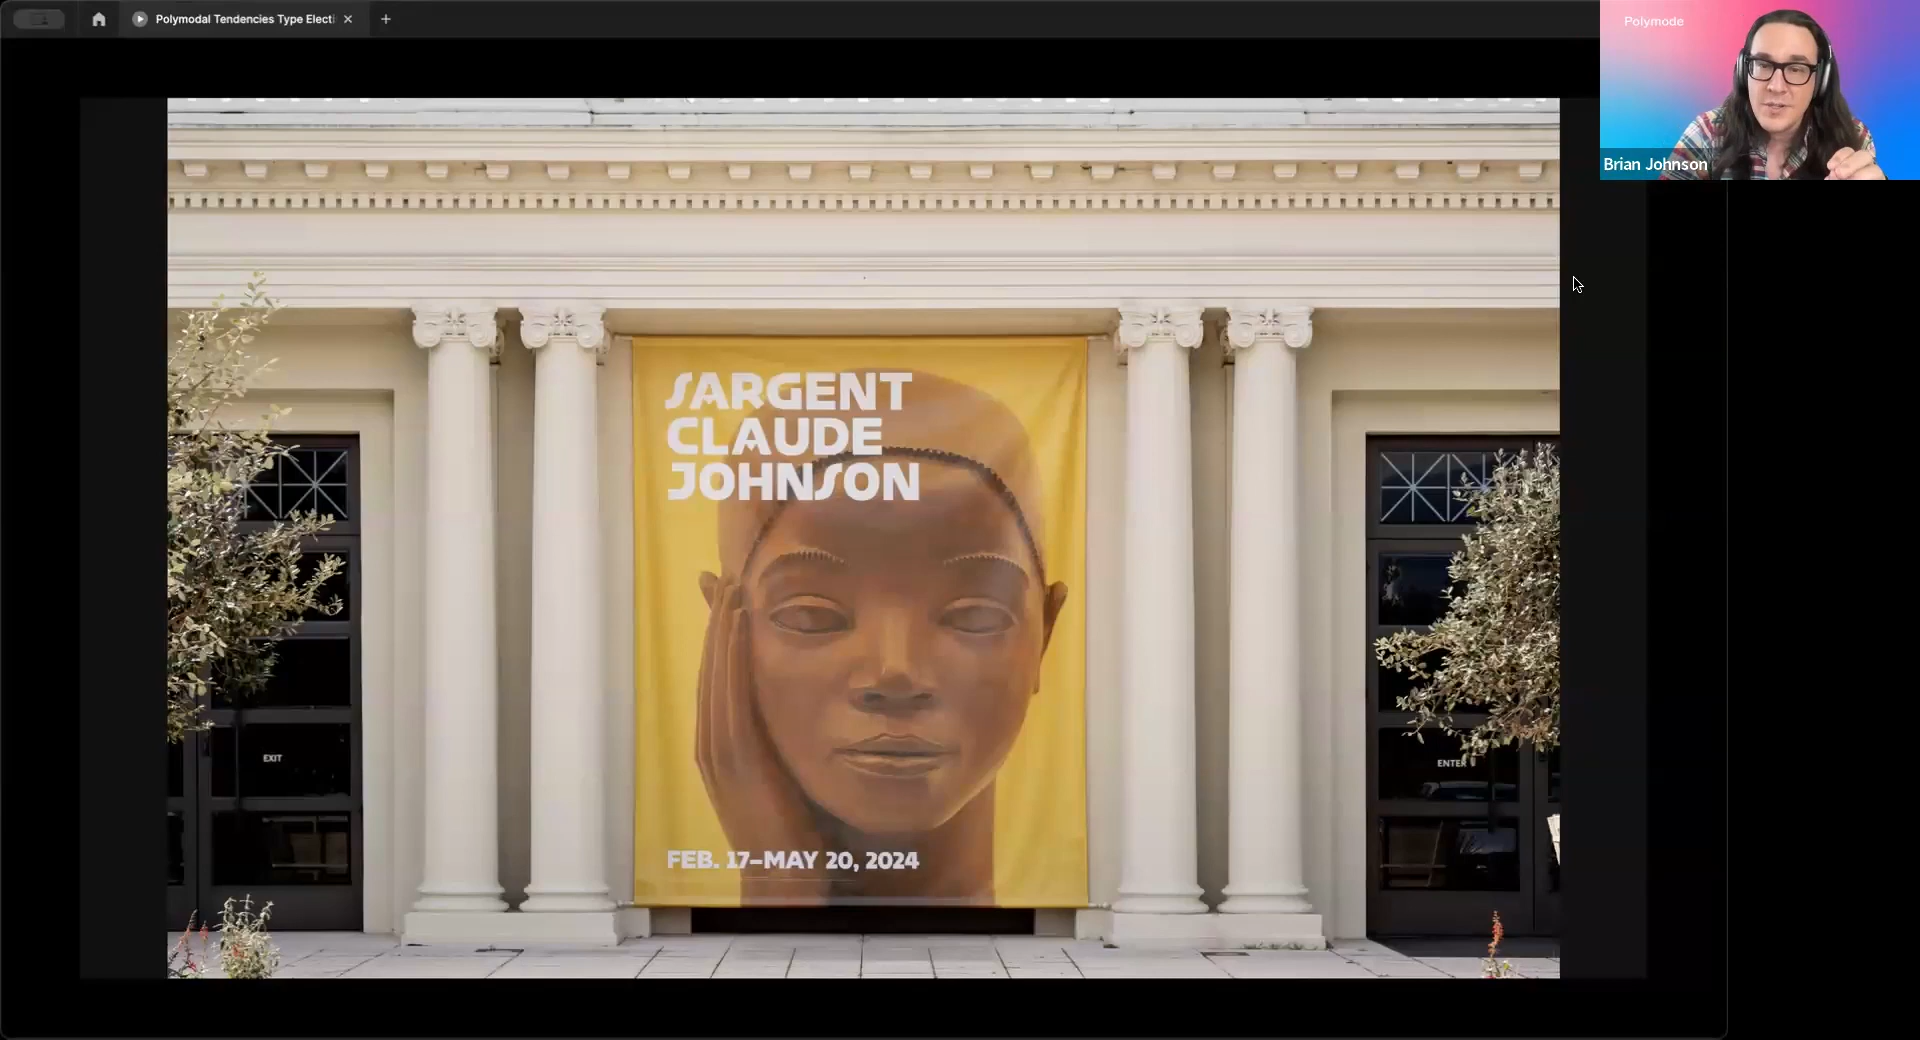 Polymodal Tendencies Type Electi
Polymode
Brian Johnson
SARGENT
CLAUDE
JOHNSON
EXIT
ENTER
FEB. 17–MAY 20, 2024